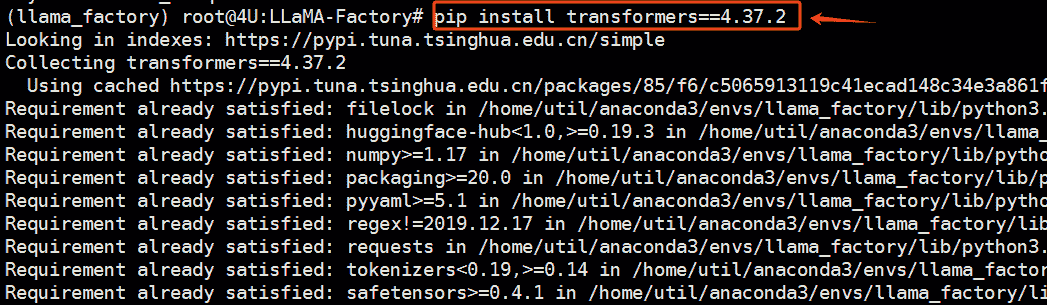 (llama_factory) root@4U:LLaMA-Factory# pip install transformers==4.37.2
Looking in indexes: https://pypi.tuna.tsinghua.edu.cn/simple
Collecting transformers==4.37.2
Using cached https://pypi.tuna.tsinghua.edu.cn/packages/85/f6/c5065913119c41ecad148c34e3a861f
Requirement already satisfied: filelock in /home/util/anaconda3/envs/llama_factory/lib/python3.
Requirement already satisfied: huggingface-hub<1.0,>=0.19.3 in /home/util/anaconda3/envs/llama_
Requirement already satisfied: numpy>=1.17 in /home/util/anaconda3/envs/llama_factory/lib/pytho
Requirement already satisfied: packaging>=20.0 in /home/util/anaconda3/envs/llama_factory/lib/p
Requirement already satisfied: pyyaml>=5.1 in /home/util/anaconda3/envs/llama_factory/lib/pytho
Requirement already satisfied: regex!=2019.12.17 in /home/util/anaconda3/envs/llama_factory/lib
Requirement already satisfied: requests in /home/util/anaconda3/envs/llama_factory/lib/python3.
Requirement already satisfied: tokenizers<0.19,>=0.14 in /home/util/anaconda3/envs/llama_factor
Requirement already satisfied: safetensors>=0.4.1 in /home/util/anaconda3/envs/llama_factory/li